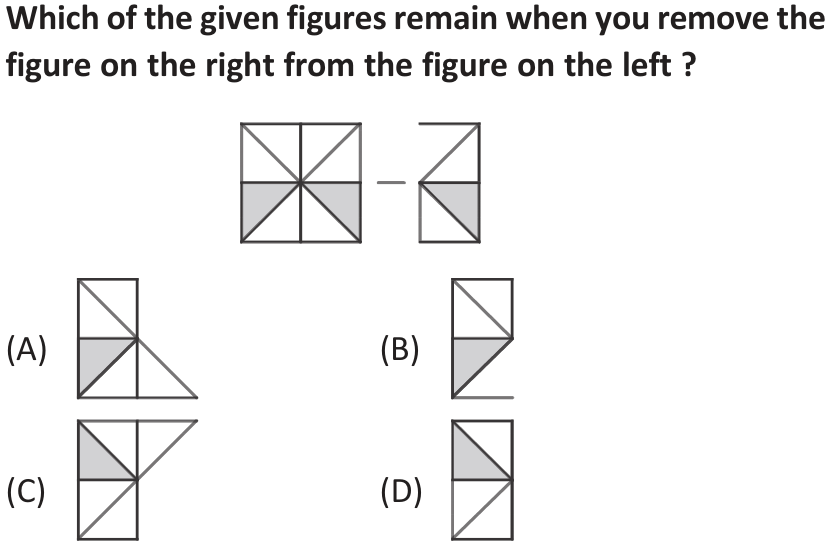 Which of the given figures remain when you remove the
figure on the right from the figure on the left ?
(A)
(B)
(C)
(D)